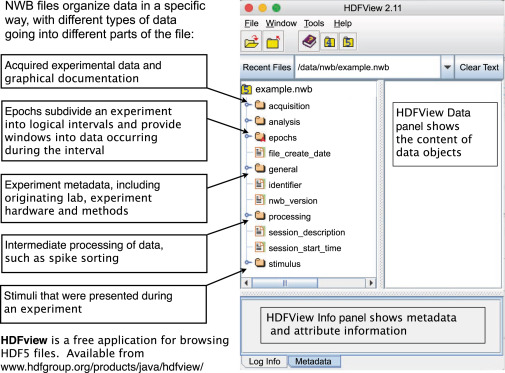 NWB files organize data in a specific
way, with different types of data
going into different parts of the file:
Acquired experimental data and
graphical documentation
Epochs subdivide an experiment
into logical intervals and provide
windows into data occurring
during the interval
Experiment metadata, including
originating lab, experiment
hardware and methods
Intermediate processing of data,
such as spike sorting
Stimuli that were presented during
an experiment
HDFview is a free application for browsing
HDF5 files.  Available from
www.hdfgroup.org/products/java/hdfview/
HDFView 2.11
File Window Tools Help
4 5
Recent Files /data/nwb/example.nwb Clear Text
5 example.nwb
acquisition
analysis
epochs
file_create_date
general
identifier
nwb_version
processing
session_description
session_start_time
stimulus
HDFView Data
panel shows
the content of
data objects
HDFView Info panel shows metadata
and attribute information
Log Info Metadata